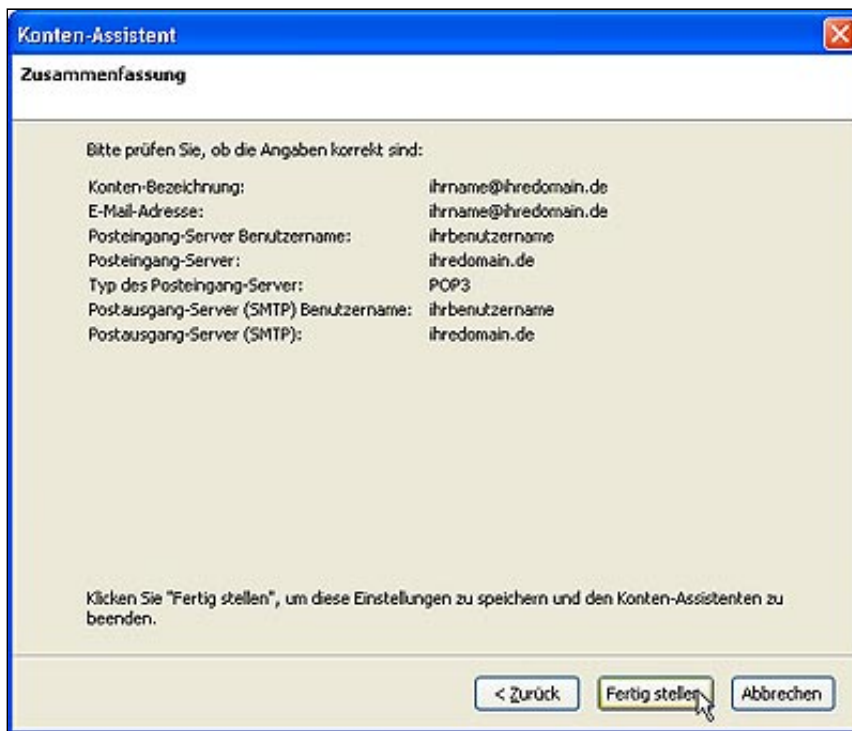 Konten-Assistent
Zusammenfassung
Bitte prüfen Sie, ob die Angaben korrekt sind:
Konten-Bezeichnung: ihrname@ihredomain.de
E-Mail-Adresse: ihrname@ihredomain.de
Posteingang-Server Benutzername: ihrbenutzername
Posteingang-Server: ihredomain.de
Typ des Posteingang-Server: POP3
Postausgang-Server (SMTP) Benutzername: ihrbenutzername
Postausgang-Server (SMTP): ihredomain.de
Klicken Sie "Fertig stellen", um diese Einstellungen zu speichern und den Konten-Assistenten zu
beenden.
< Zurück Fertig stellen Abbrechen